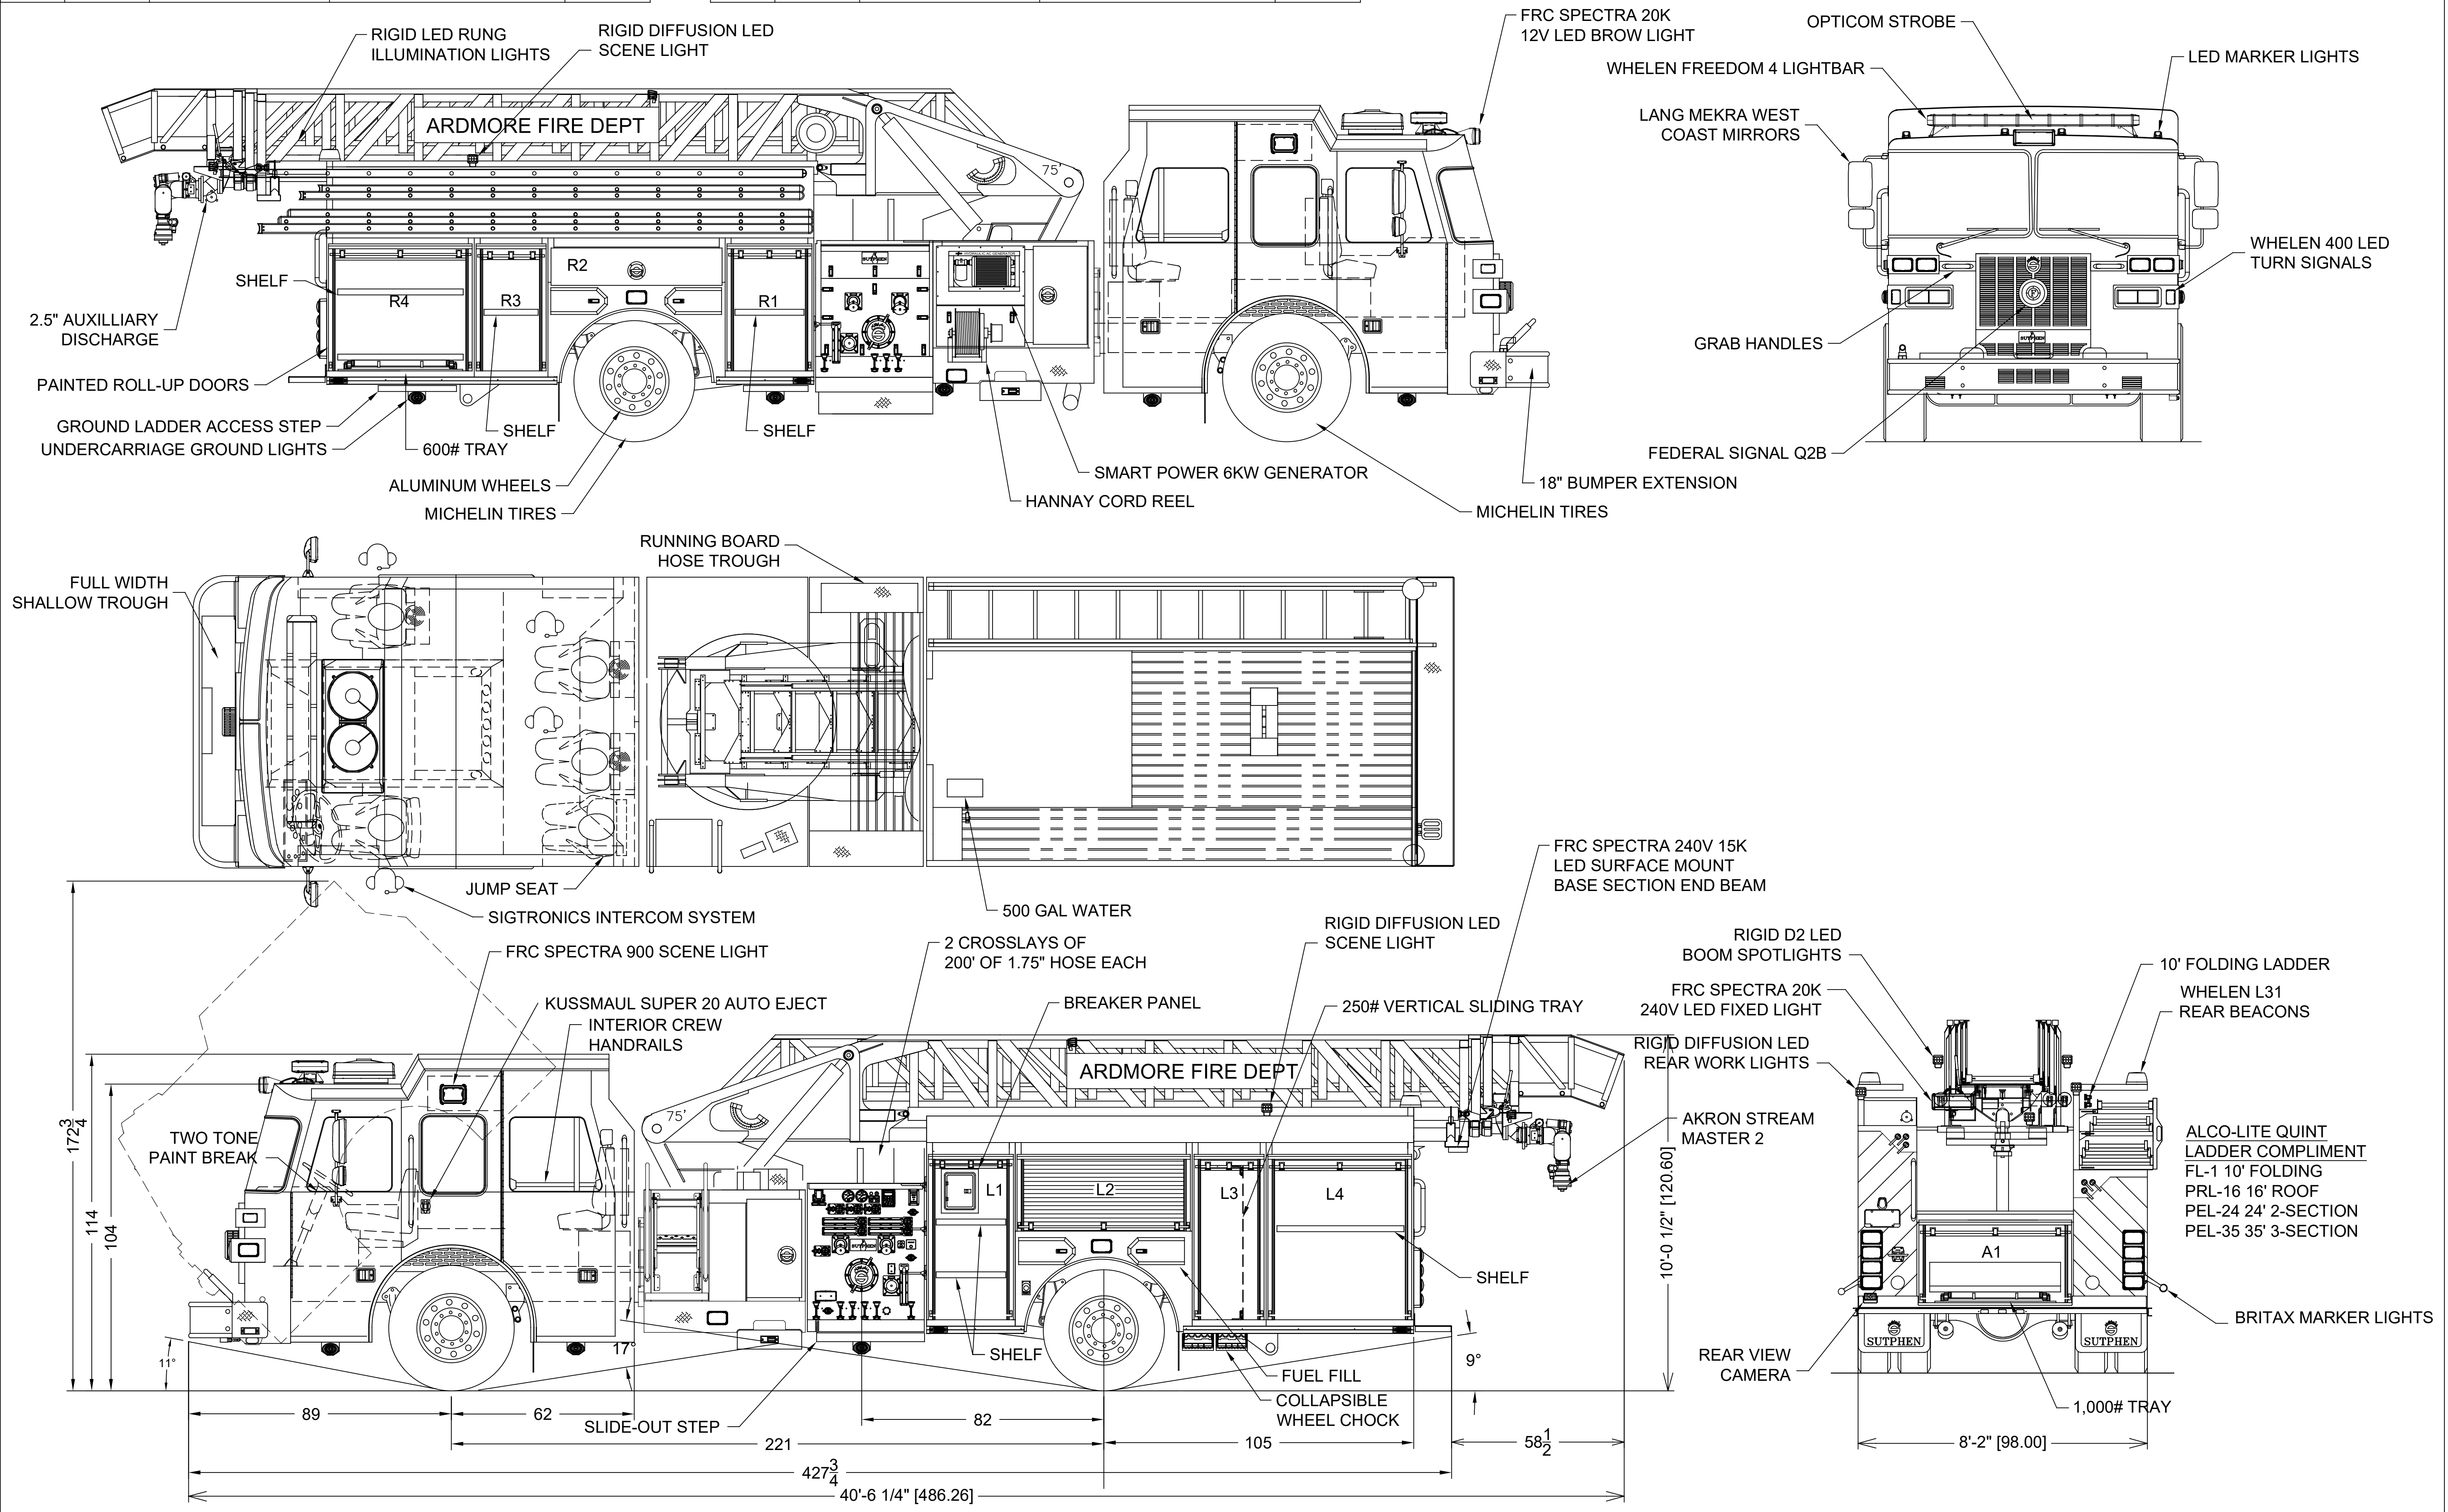 RIGID LED RUNG
ILLUMINATION LIGHTS
RIGID DIFFUSION LED
SCENE LIGHT
FRC SPECTRA 20K
12V LED BROW LIGHT
OPTICOM STROBE
WHELEN FREEDOM 4 LIGHTBAR
LED MARKER LIGHTS
LANG MEKRA WEST
COAST MIRRORS
ARDMORE FIRE DEPT
75'
WHELEN 400 LED
TURN SIGNALS
SHELF
R4
R3
R2
R1
SUTPHEN
SUTPHEN
2.5" AUXILLIARY
DISCHARGE
GRAB HANDLES
PAINTED ROLL-UP DOORS
GROUND LADDER ACCESS STEP
UNDERCARRIAGE GROUND LIGHTS
SHELF
600# TRAY
SHELF
FEDERAL SIGNAL Q2B
SMART POWER 6KW GENERATOR
18" BUMPER EXTENSION
ALUMINUM WHEELS
HANNAY CORD REEL
MICHELIN TIRES
MICHELIN TIRES
RUNNING BOARD
HOSE TROUGH
FULL WIDTH
SHALLOW TROUGH
JUMP SEAT
SIGTRONICS INTERCOM SYSTEM
500 GAL WATER
FRC SPECTRA 240V 15K
LED SURFACE MOUNT
BASE SECTION END BEAM
RIGID DIFFUSION LED
SCENE LIGHT
FRC SPECTRA 900 SCENE LIGHT
2 CROSSLAYS OF
200' OF 1.75" HOSE EACH
RIGID D2 LED
BOOM SPOTLIGHTS
10' FOLDING LADDER
KUSSMAUL SUPER 20 AUTO EJECT
BREAKER PANEL
250# VERTICAL SLIDING TRAY
FRC SPECTRA 20K
240V LED FIXED LIGHT
WHELEN L31
REAR BEACONS
INTERIOR CREW
HANDRAILS
RIGID DIFFUSION LED
REAR WORK LIGHTS
ARDMORE FIRE DEPT
75'
TWO TONE
PAINT BREAK
AKRON STREAM
MASTER 2
ALCO-LITE QUINT
LADDER COMPLIMENT
FL-1 10' FOLDING
PRL-16 16' ROOF
PEL-24 24' 2-SECTION
PEL-35 35' 3-SECTION
172 3/4
114
104
L1
L2
L3
L4
10'-0 1/2" [120.60]
A1
SUTPHEN
SHELF
BRITAX MARKER LIGHTS
SUTPHEN
SUTPHEN
11°
17°
SHELF
9°
REAR VIEW
CAMERA
FUEL FILL
COLLAPSIBLE
WHEEL CHOCK
1,000# TRAY
89
62
SLIDE-OUT STEP
82
221
105
58 1/2
8'-2" [98.00]
427 3/4
40'-6 1/4" [486.26]